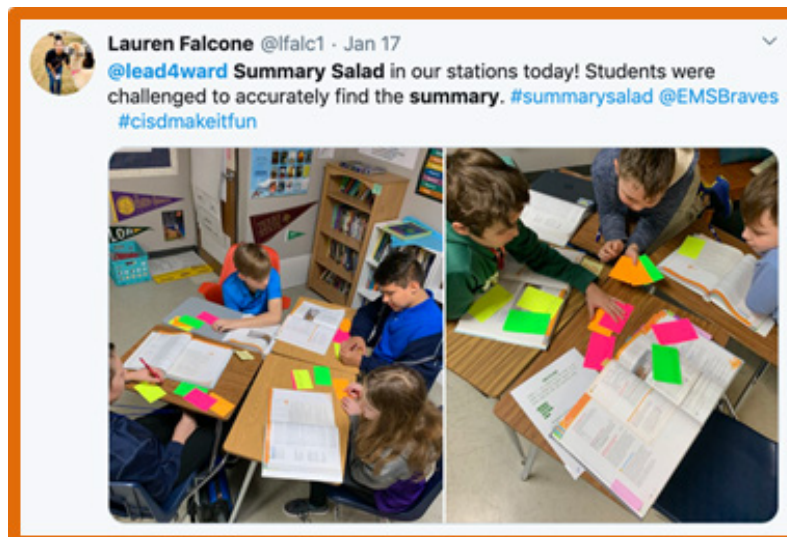 Lauren Falcone @lfalc1 · Jan 17
@lead4ward Summary Salad in our stations today! Students were
challenged to accurately find the summary. #summarysalad @EMSBraves
#cisdmakeitfun